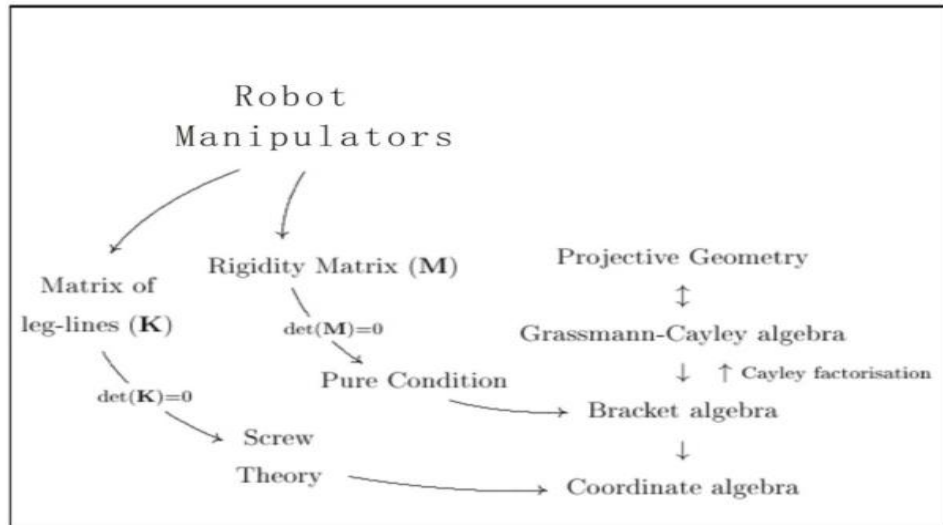 Robot
Manipulators
Matrix of
leg-lines (K)
Rigidity Matrix (M)
Projective Geometry
↕
det(M)=0
Grassmann-Cayley algebra
↓ ↑ Cayley factorisation
det(K)=0
Pure Condition
Bracket algebra
↓
Screw
Theory
Coordinate algebra